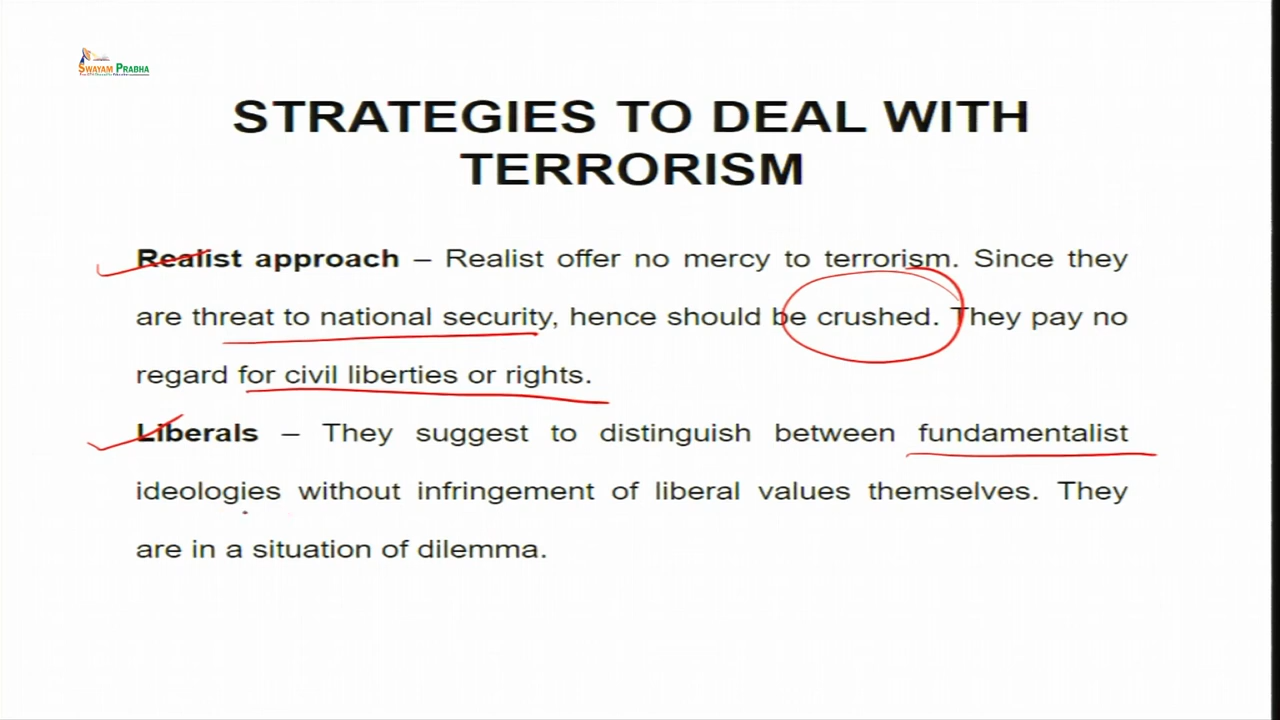 SWAYAM PRABHA
STRATEGIES TO DEAL WITH
TERRORISM
Realist approach – Realist offer no mercy to terrorism. Since they
are threat to national security, hence should be crushed. They pay no
regard for civil liberties or rights.
Liberals – They suggest to distinguish between fundamentalist
ideologies without infringement of liberal values themselves. They
are in a situation of dilemma.